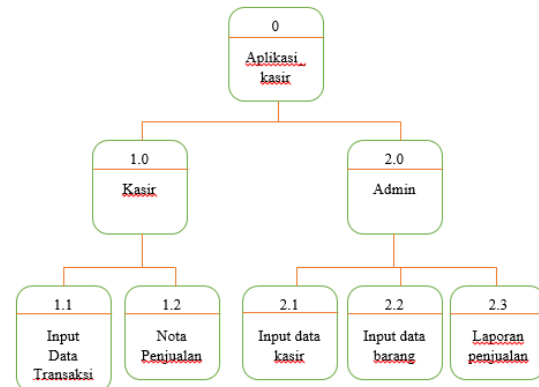 0
Aplikasi
kasir
1.0
Kasir
2.0
Admin
1.1
Input
Data
Transaksi
1.2
Nota
Penjualan
2.1
Input data
kasir
2.2
Input data
barang
2.3
Laporan
penjualan